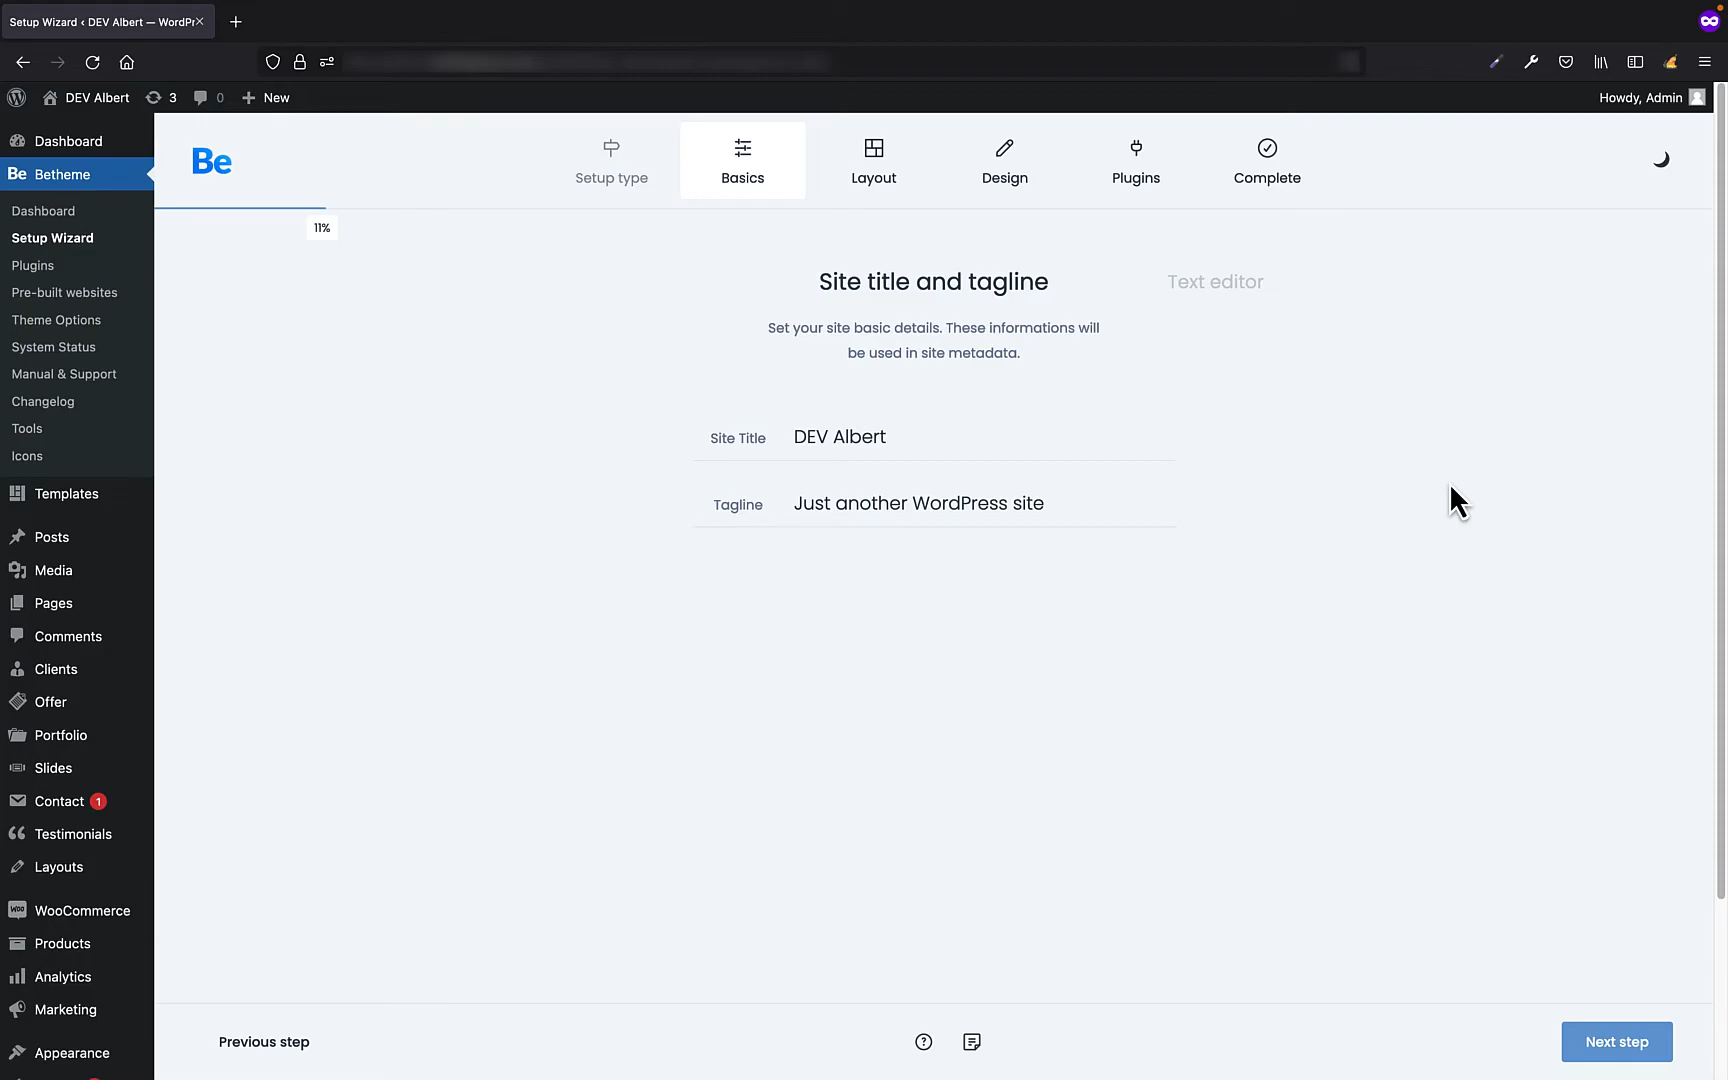 Setup Wizard ‹ DEV Albert — WordPr
DEV Albert
3
0
New
Howdy, Admin
Dashboard
Be Betheme
Dashboard
Setup Wizard
Plugins
Pre-built websites
Theme Options
System Status
Manual & Support
Changelog
Tools
Icons
Templates
Posts
Media
Pages
Comments
Clients
Offer
Portfolio
Slides
Contact 1
Testimonials
Layouts
WooCommerce
Products
Analytics
Marketing
Appearance
Be
Setup type
Basics
Layout
Design
Plugins
Complete
11%
Site title and tagline
Text editor
Set your site basic details. These informations will
be used in site metadata.
Site Title DEV Albert
Tagline Just another WordPress site
Previous step
Next step